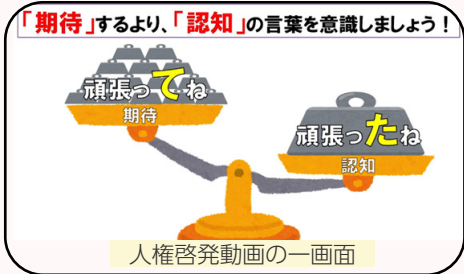 「期待」するより、「認知」の言葉を意識しましょう！
頑張ってね
期待
頑張ったね
認知
人権啓発動画の一画面